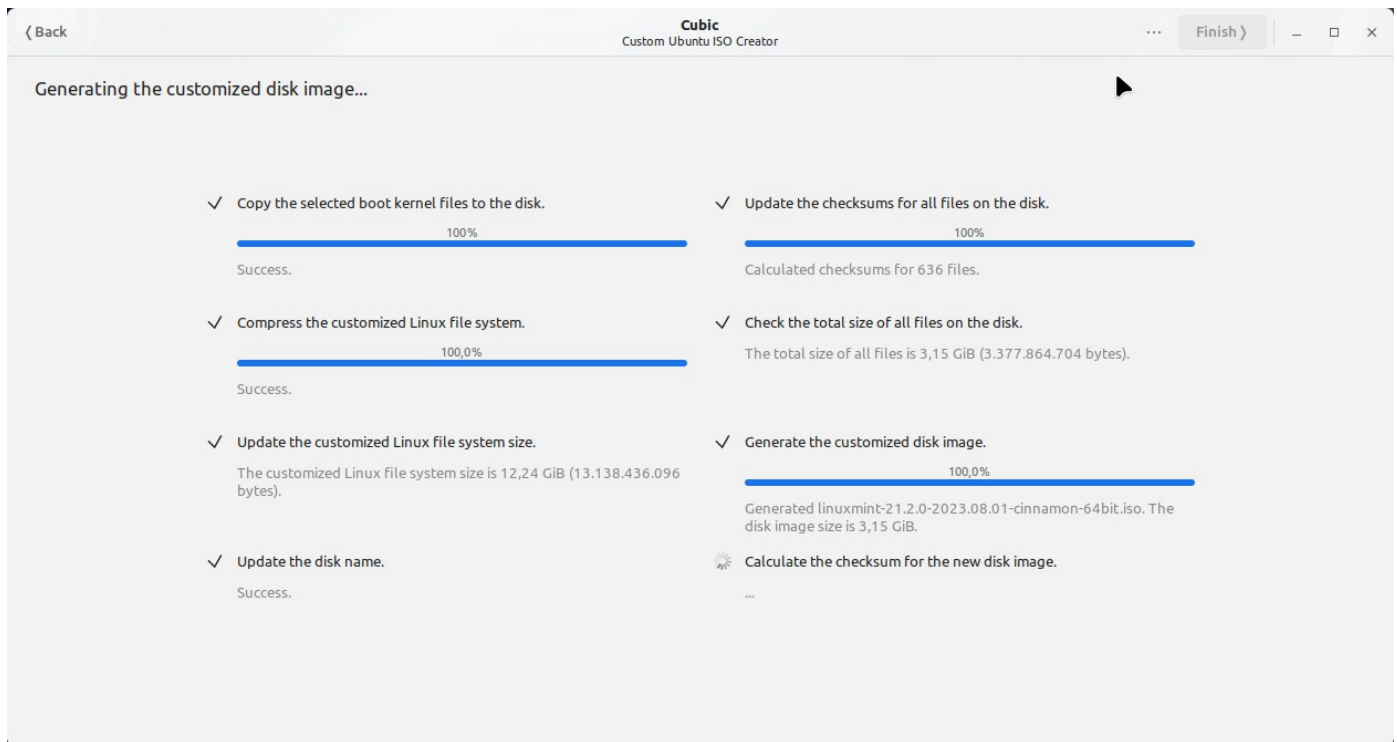 ⟨ Back
Cubic
Custom Ubuntu ISO Creator
...
Finish ⟩
Generating the customized disk image...
Copy the selected boot kernel files to the disk.
100%
Success.
Compress the customized Linux file system.
100,0%
Success.
Update the customized Linux file system size.
The customized Linux file system size is 12,24 GiB (13.138.436.096
bytes).
Update the disk name.
Success.
Update the checksums for all files on the disk.
100%
Calculated checksums for 636 files.
Check the total size of all files on the disk.
The total size of all files is 3,15 GiB (3.377.864.704 bytes).
Generate the customized disk image.
100,0%
Generated linuxmint-21.2.0-2023.08.01-cinnamon-64bit.iso. The
disk image size is 3,15 GiB.
Calculate the checksum for the new disk image.
...